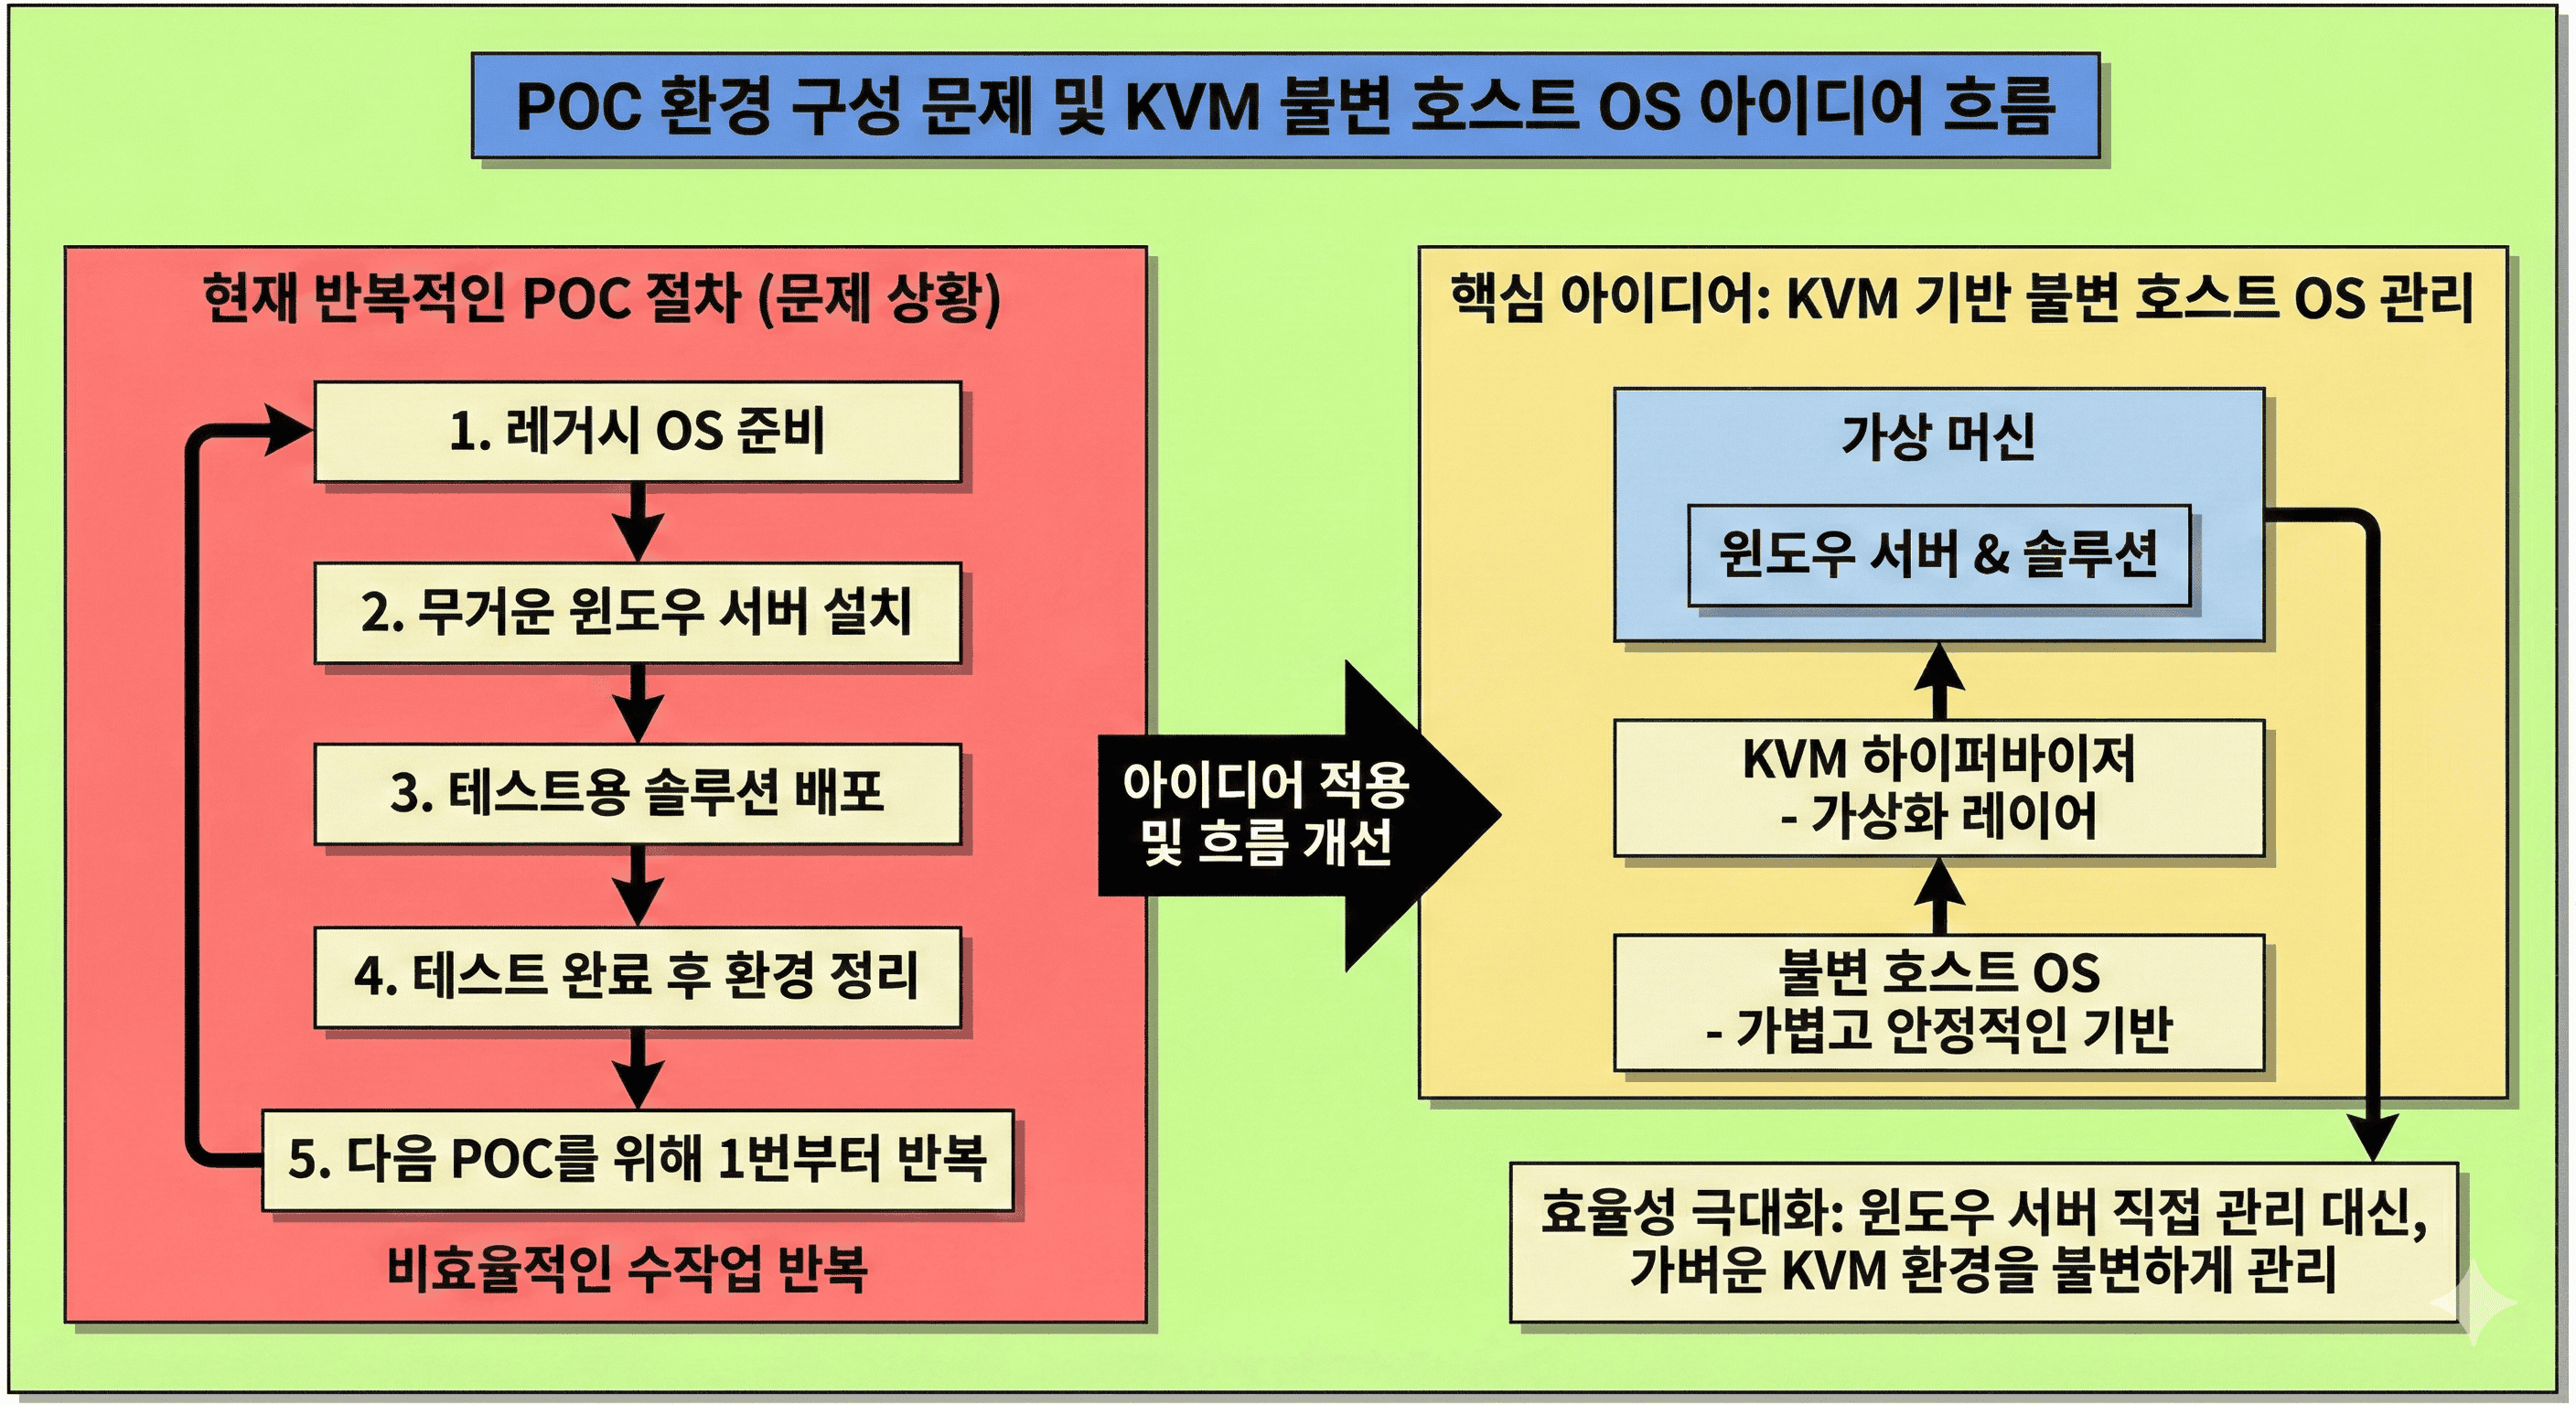 POC 환경 구성 문제 및 KVM 불변 호스트 OS 아이디어 흐름
현재 반복적인 POC 절차 (문제 상황)
1. 레거시 OS 준비
2. 무거운 윈도우 서버 설치
3. 테스트용 솔루션 배포
4. 테스트 완료 후 환경 정리
5. 다음 POC를 위해 1번부터 반복
비효율적인 수작업 반복
아이디어 적용
및 흐름 개선
핵심 아이디어: KVM 기반 불변 호스트 OS 관리
가상 머신
윈도우 서버 & 솔루션
KVM 하이퍼바이저
- 가상화 레이어
불변 호스트 OS
- 가볍고 안정적인 기반
효율성 극대화: 윈도우 서버 직접 관리 대신,
가벼운 KVM 환경을 불변하게 관리